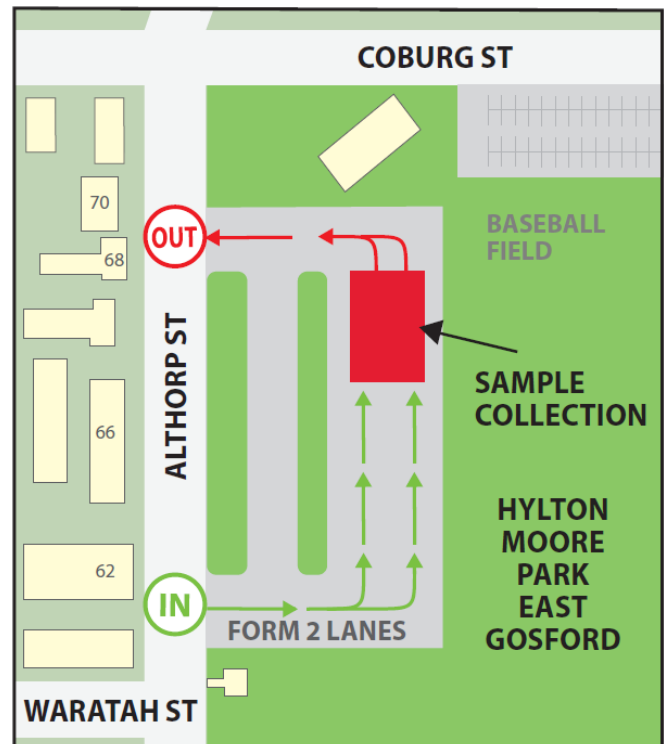 COBURG ST
70
OUT
BASEBALL
FIELD
68
ALTHORP ST
SAMPLE
COLLECTION
66
HYLTON
MOORE
PARK
EAST
GOSFORD
62
IN
FORM 2 LANES
WARATAH ST